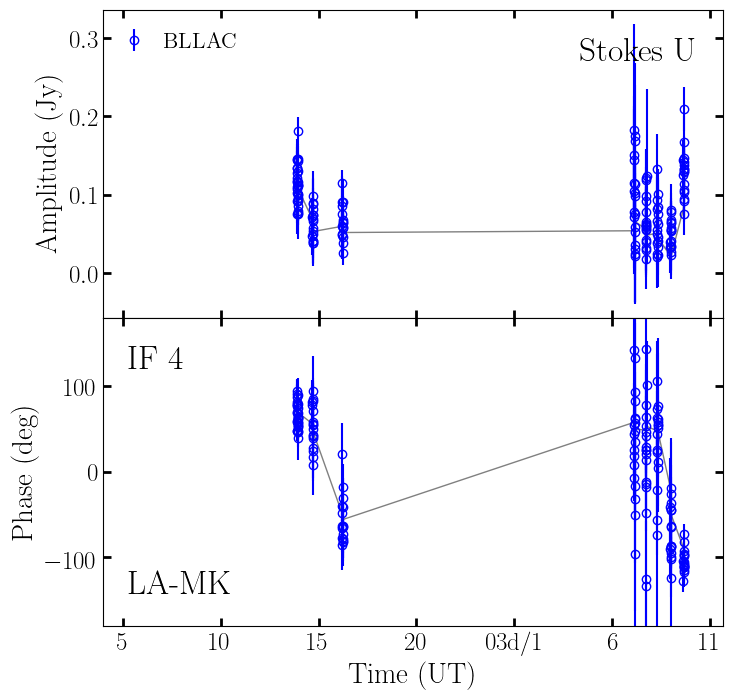 BLLAC
Stokes U
0.3
0.2
0.1
0.0
Amplitude (Jy)
IF 4
100
0
−100
Phase (deg)
LA-MK
5 10 15 20 03d/1 6 11
Time (UT)